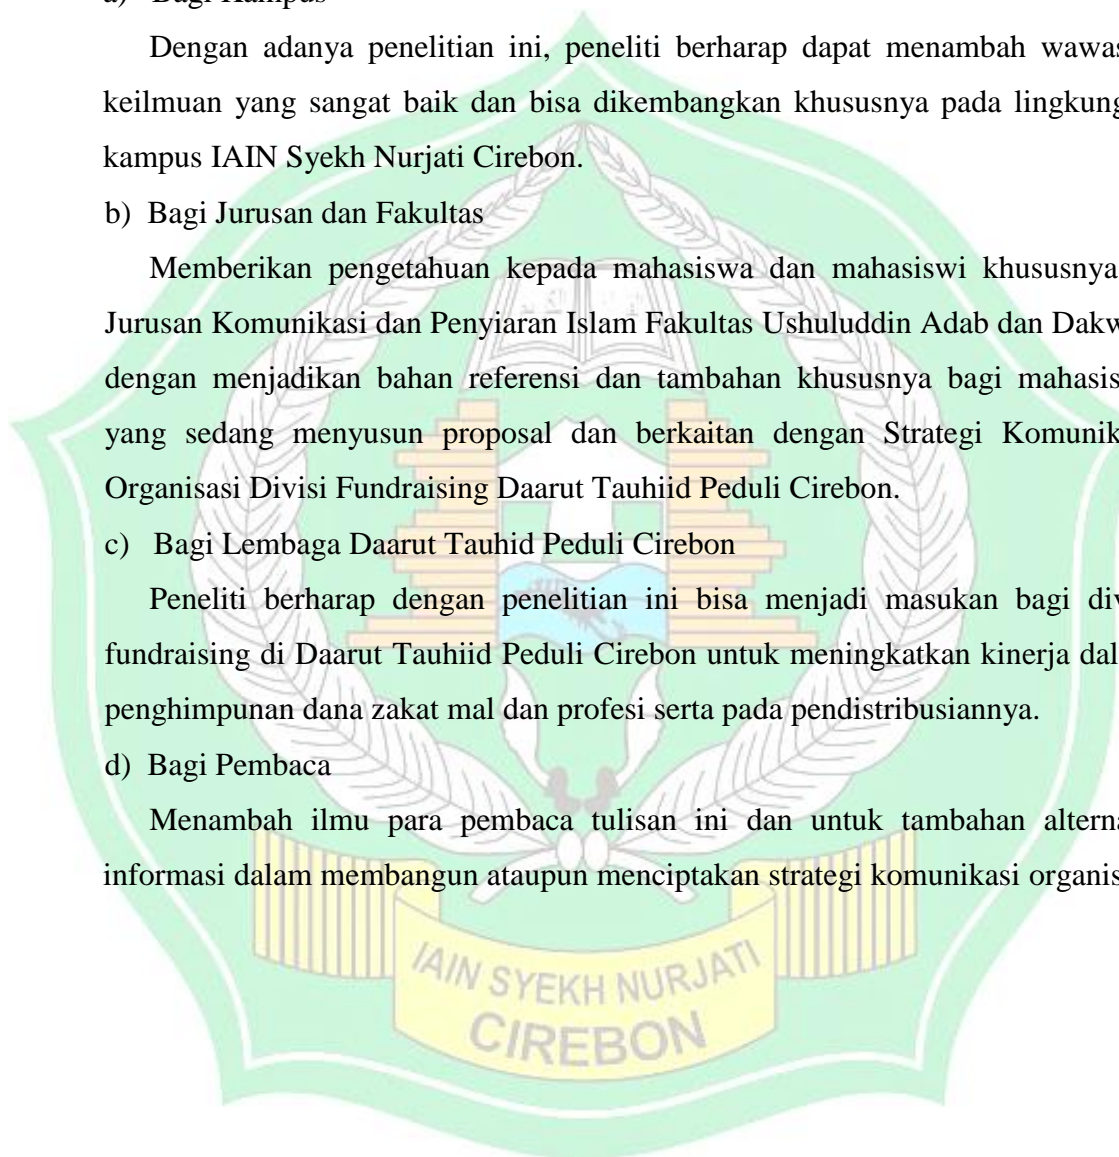 a) Bagi Kampus
Dengan adanya penelitian ini, peneliti berharap dapat menambah wawas
keilmuan yang sangat baik dan bisa dikembangkan khususnya pada lingkung
kampus IAIN Syekh Nurjati Cirebon.
b) Bagi Jurusan dan Fakultas
Memberikan pengetahuan kepada mahasiswa dan mahasiswi khususnya
Jurusan Komunikasi dan Penyiaran Islam Fakultas Ushuluddin Adab dan Dakw
dengan menjadikan bahan referensi dan tambahan khususnya bagi mahasis
yang sedang menyusun proposal dan berkaitan dengan Strategi Komunik
Organisasi Divisi Fundraising Daarut Tauhiid Peduli Cirebon.
c) Bagi Lembaga Daarut Tauhid Peduli Cirebon
Peneliti berharap dengan penelitian ini bisa menjadi masukan bagi div
fundraising di Daarut Tauhiid Peduli Cirebon untuk meningkatkan kinerja dal
penghimpunan dana zakat mal dan profesi serta pada pendistribusiannya.
d) Bagi Pembaca
Menambah ilmu para pembaca tulisan ini dan untuk tambahan alterna
informasi dalam membangun ataupun menciptakan strategi komunikasi organis
IAIN SYEKH NURJATI
CIREBON